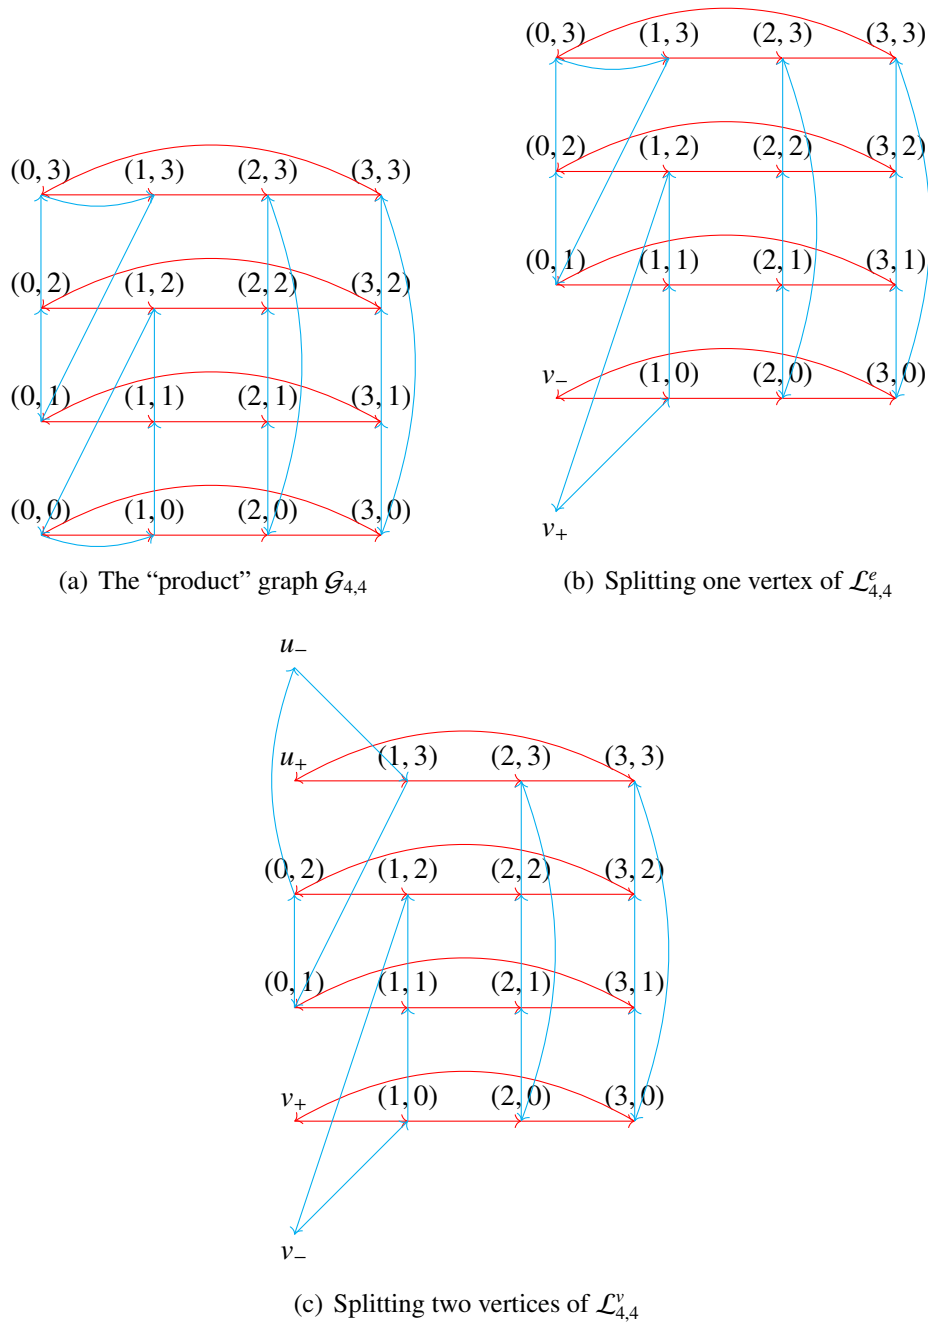 (0, 3) (1, 3) (2, 3) (3, 3)
(0, 2) (1, 2) (2, 2) (3, 2)
(0, 1) (1, 1) (2, 1) (3, 1)
(0, 0) (1, 0) (2, 0) (3, 0)
(a) The “product” graph 𝒢4,4
(0, 3) (1, 3) (2, 3) (3, 3)
(0, 2) (1, 2) (2, 2) (3, 2)
(0, 1) (1, 1) (2, 1) (3, 1)
v− (1, 0) (2, 0) (3, 0)
v+
(b) Splitting one vertex of ℒᵉ4,4
u−
u+ (1, 3) (2, 3) (3, 3)
(0, 2) (1, 2) (2, 2) (3, 2)
(0, 1) (1, 1) (2, 1) (3, 1)
v+ (1, 0) (2, 0) (3, 0)
v−
(c) Splitting two vertices of ℒᵛ4,4